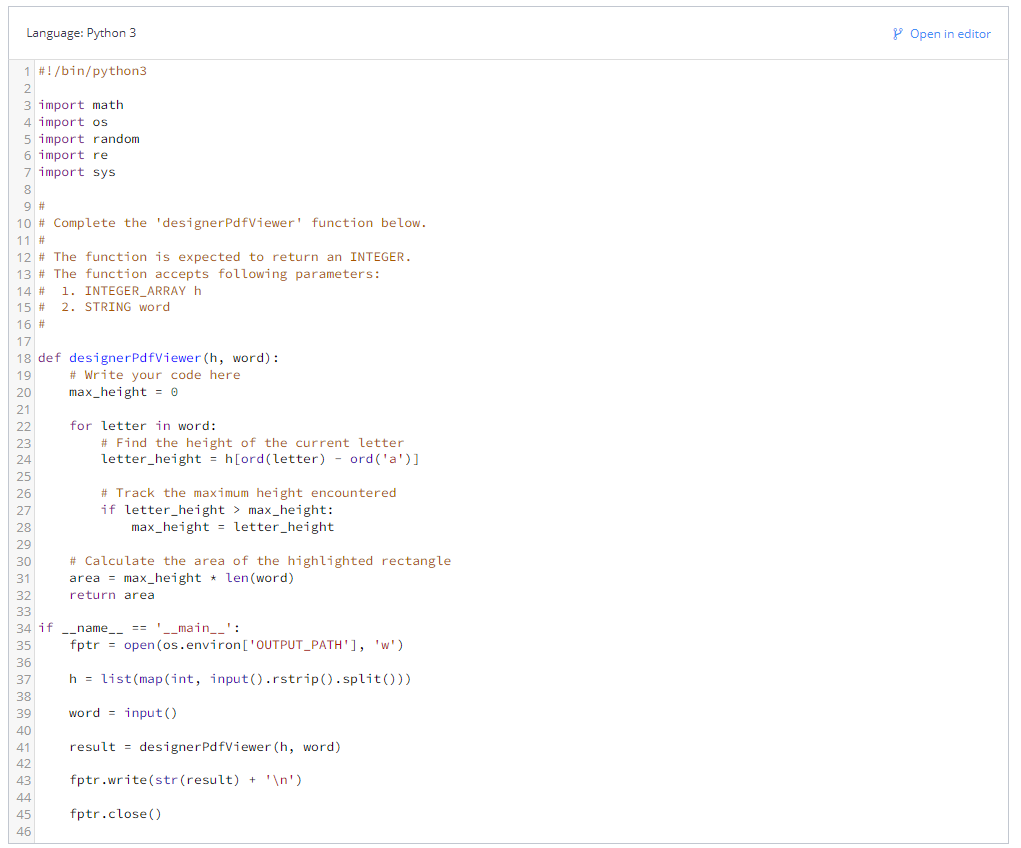 Language: Python 3
Open in editor
1 #!/bin/python3
2
3 import math
4 import os
5 import random
6 import re
7 import sys
8
9 #
10 # Complete the 'designerPdfViewer' function below.
11 #
12 # The function is expected to return an INTEGER.
13 # The function accepts following parameters:
14 #  1. INTEGER_ARRAY h
15 #  2. STRING word
16 #
17
18 def designerPdfViewer(h, word):
19     # Write your code here
20     max_height = 0
21
22     for letter in word:
23         # Find the height of the current letter
24         letter_height = h[ord(letter) - ord('a')]
25
26         # Track the maximum height encountered
27         if letter_height > max_height:
28             max_height = letter_height
29
30     # Calculate the area of the highlighted rectangle
31     area = max_height * len(word)
32     return area
33
34 if __name__ == '__main__':
35     fptr = open(os.environ['OUTPUT_PATH'], 'w')
36
37     h = list(map(int, input().rstrip().split()))
38
39     word = input()
40
41     result = designerPdfViewer(h, word)
42
43     fptr.write(str(result) + '\n')
44
45     fptr.close()
46